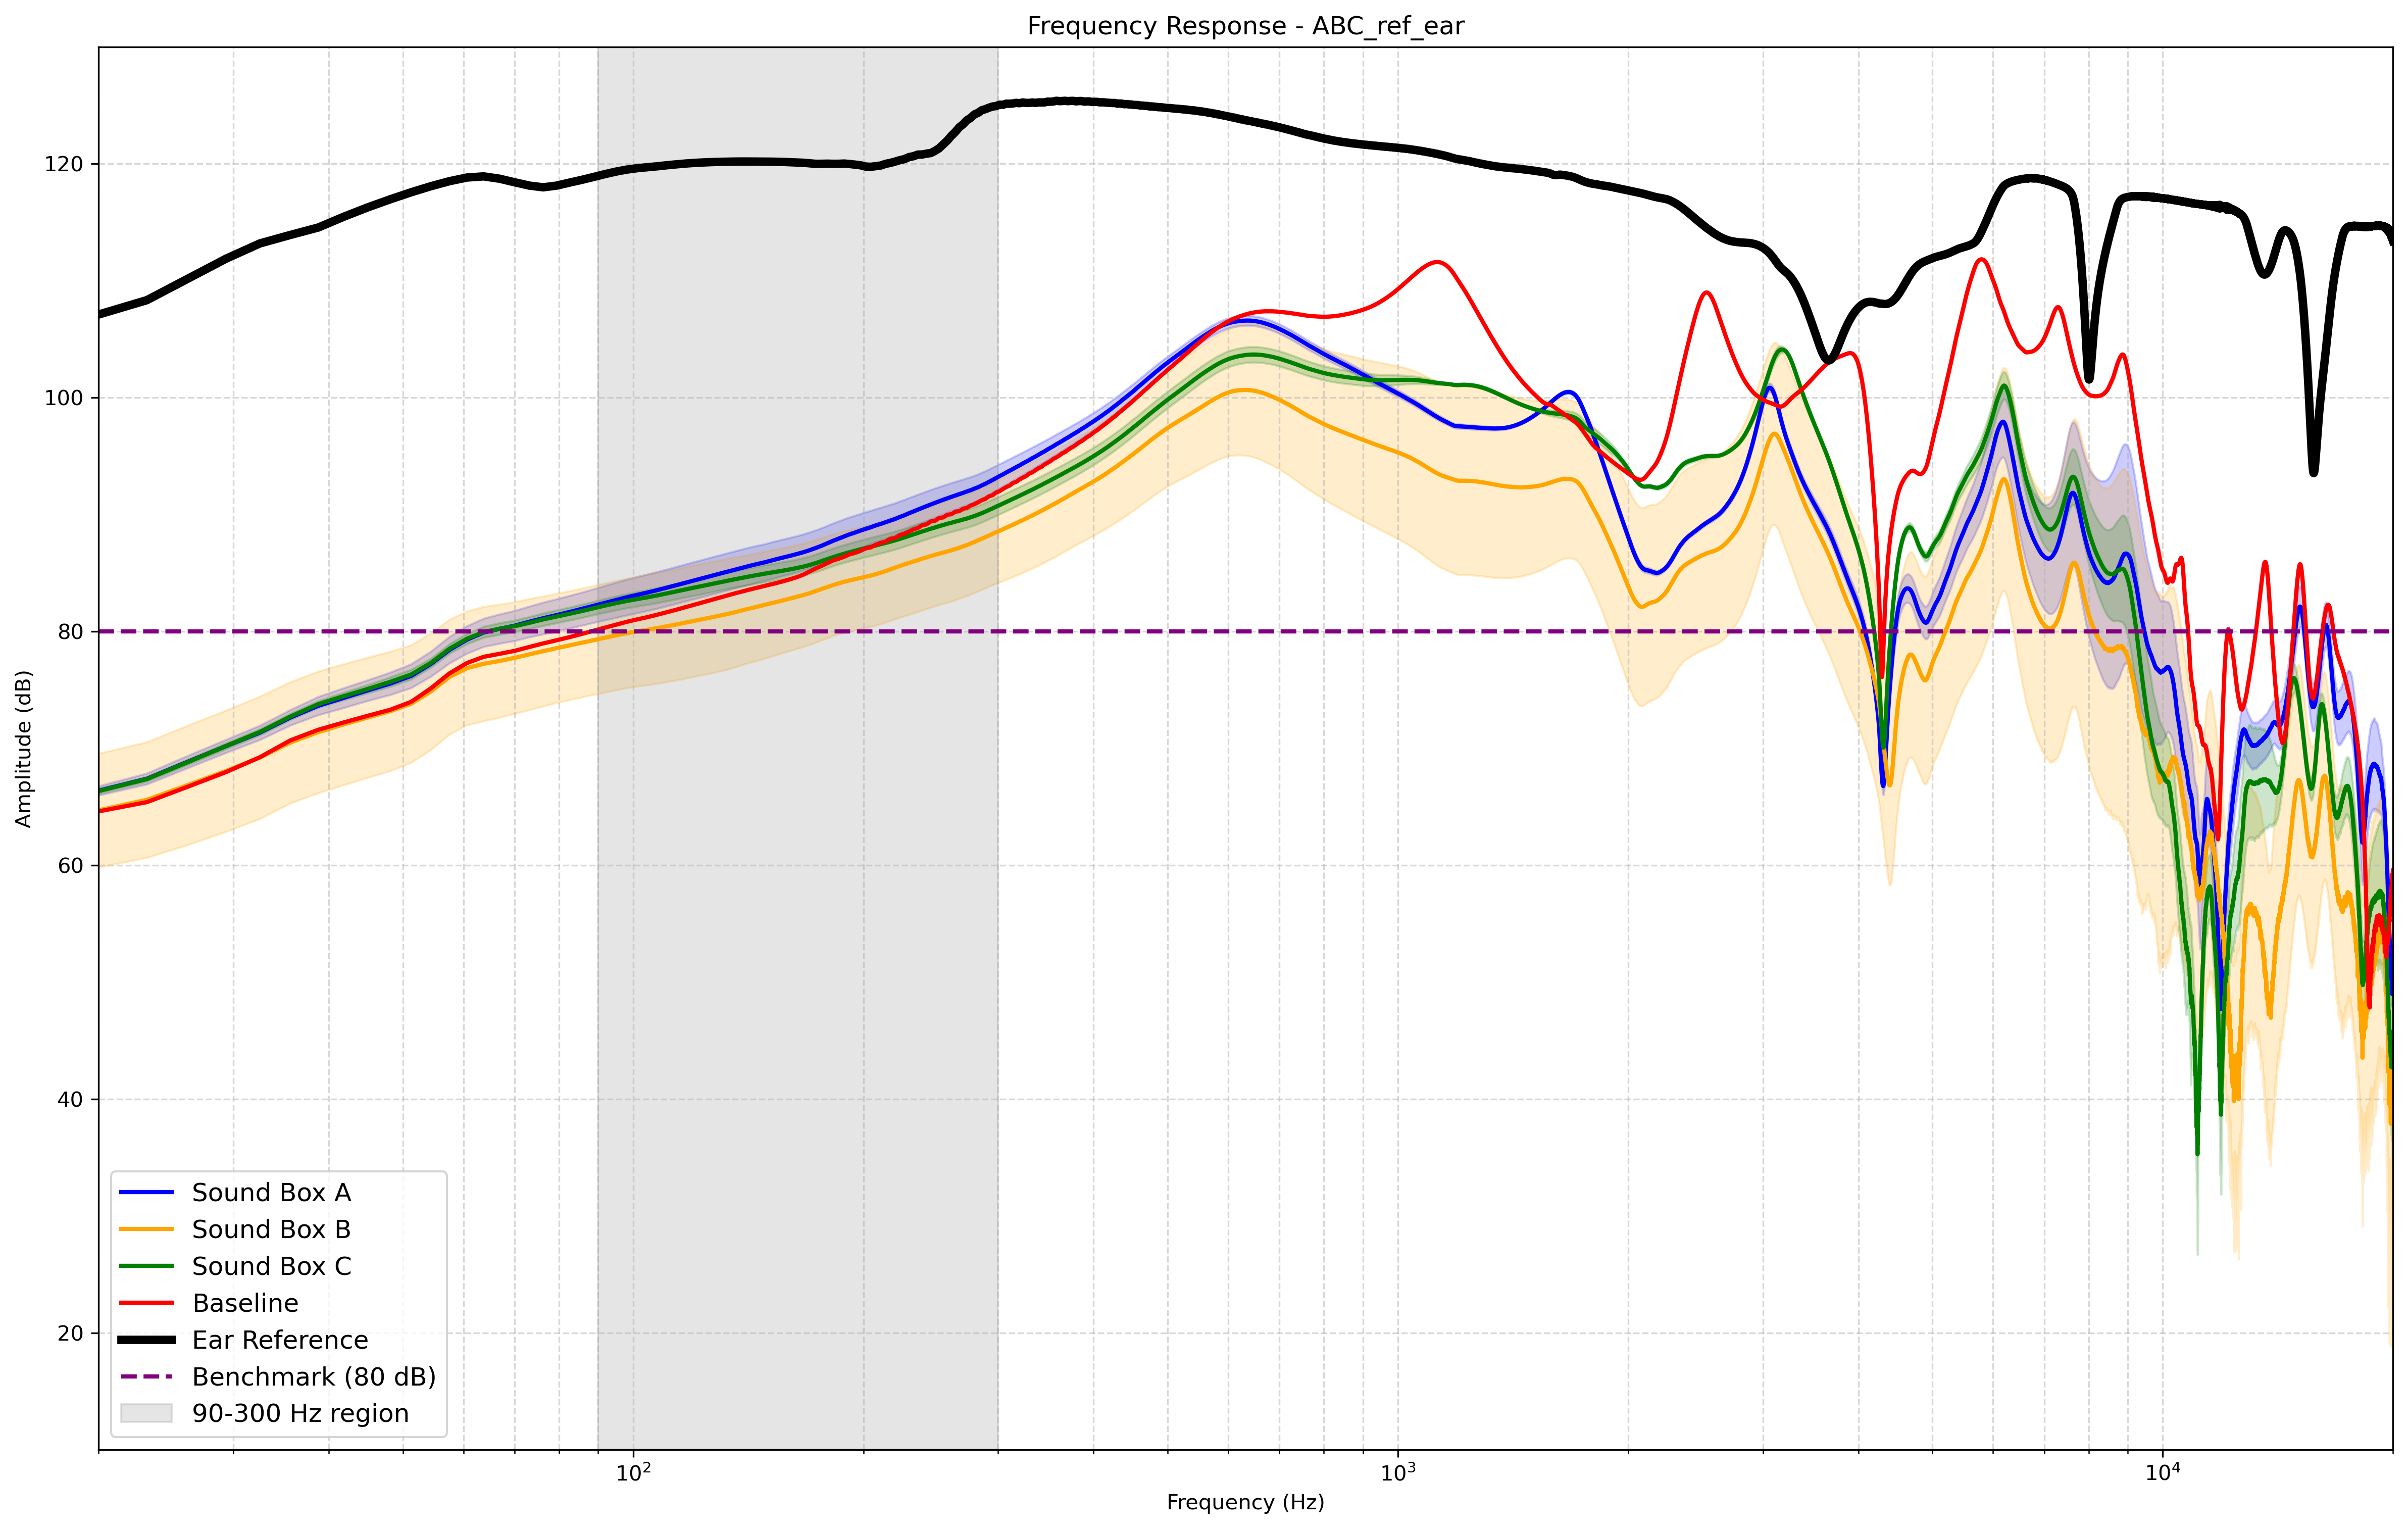 Frequency Response - ABC_ref_ear
Amplitude (dB)
120
100
80
60
40
20
Sound Box A
Sound Box B
Sound Box C
Baseline
Ear Reference
Benchmark (80 dB)
90-300 Hz region
10² 10³ 10⁴
Frequency (Hz)